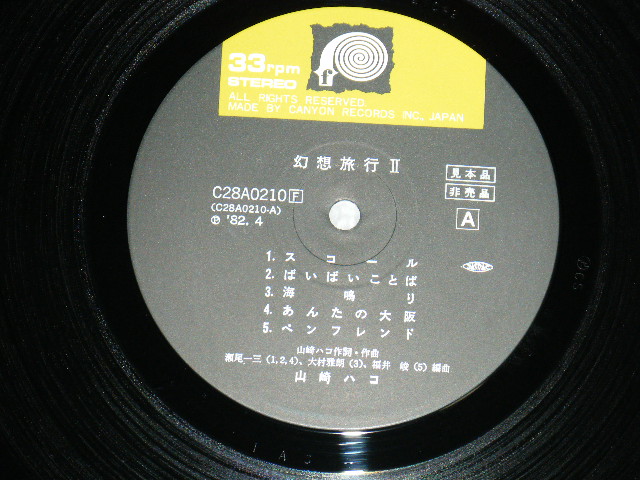 33rpm
STEREO
f
ALL RIGHTS RESERVED
MADE BY CANYON RECORDS INC., JAPAN
幻想旅行 II
見本品
非売品
C28A0210 F
(C28A0210-A)
℗ '82. 4
A
1. スコール
2. ばいばいことば
3. 海鳴り
4. あんたの大阪
5. ペンフレンド
山崎ハコ作詞・作曲
瀬尾一三 (1,2,4)、大村雅朗 (3)、福井 峻 (5) 編曲
山崎ハコ